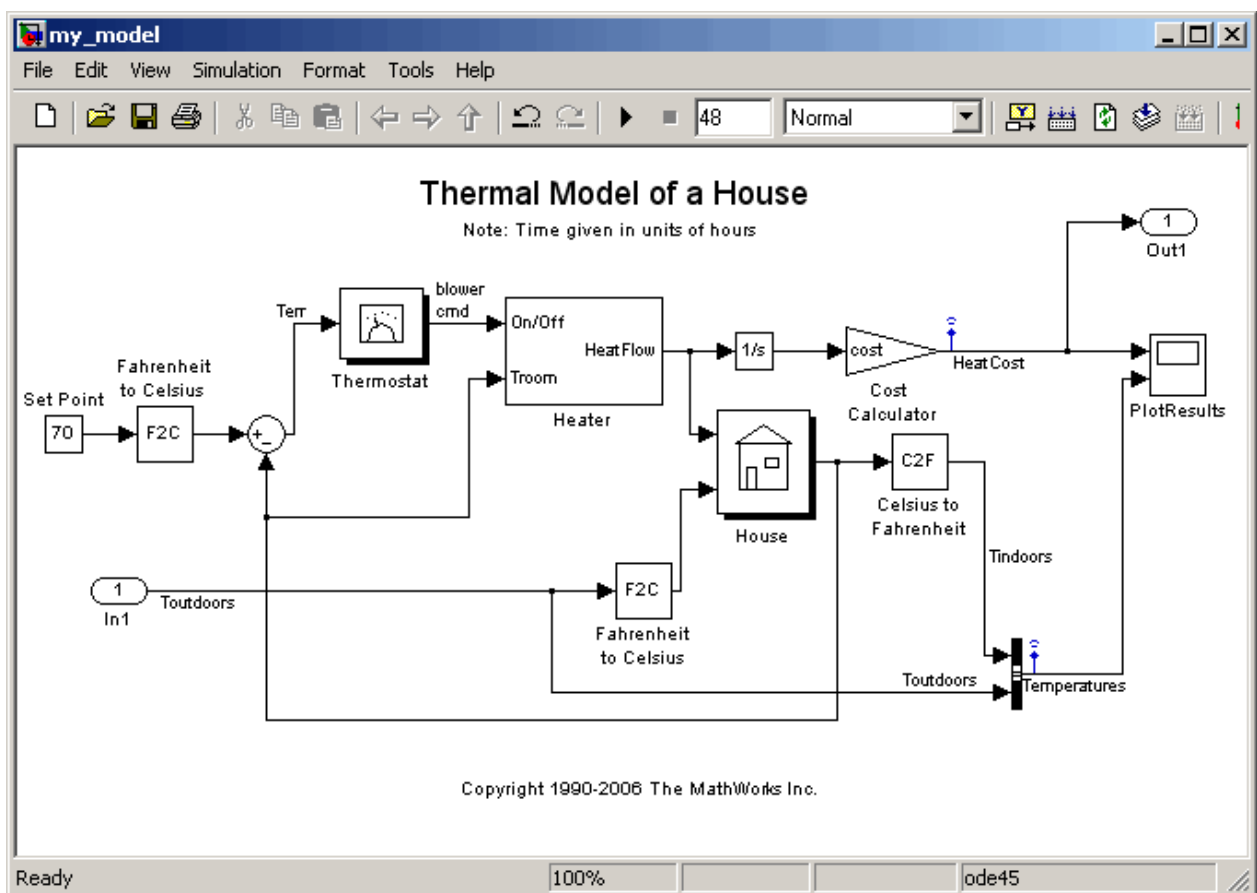 my_model
File Edit View Simulation Format Tools Help
48 Normal
Thermal Model of a House
Note: Time given in units of hours
1
Out1
Terr
blower
cmd
On/Off
HeatFlow
Troom
Heater
Thermostat
1/s
cost
HeatCost
Cost
Calculator
PlotResults
Fahrenheit
to Celsius
Set Point
70
F2C
+-
House
C2F
Celsius to
Fahrenheit
Tindoors
1
In1
Toutdoors
F2C
Fahrenheit
to Celsius
Toutdoors
Temperatures
Copyright 1990-2006 The MathWorks Inc.
Ready 100% ode45